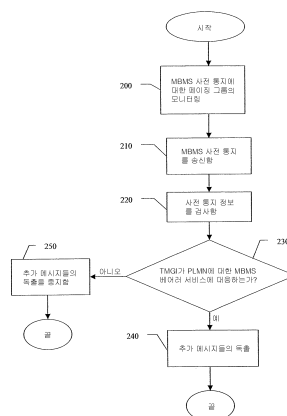 시작
200
MBMS 사전 통지에
대한 페이징 그룹의
모니터링
210
MBMS 사전 통지
를 송신함
220
사전 통지 정보
를 검사함
230
TMGI가 PLMN에 대한 MBMS
베어러 서비스에 대응하는가?
아니오
250
추가 메시지들의
독출을 중지함
끝
예
240
추가 메시지들의 독출
끝